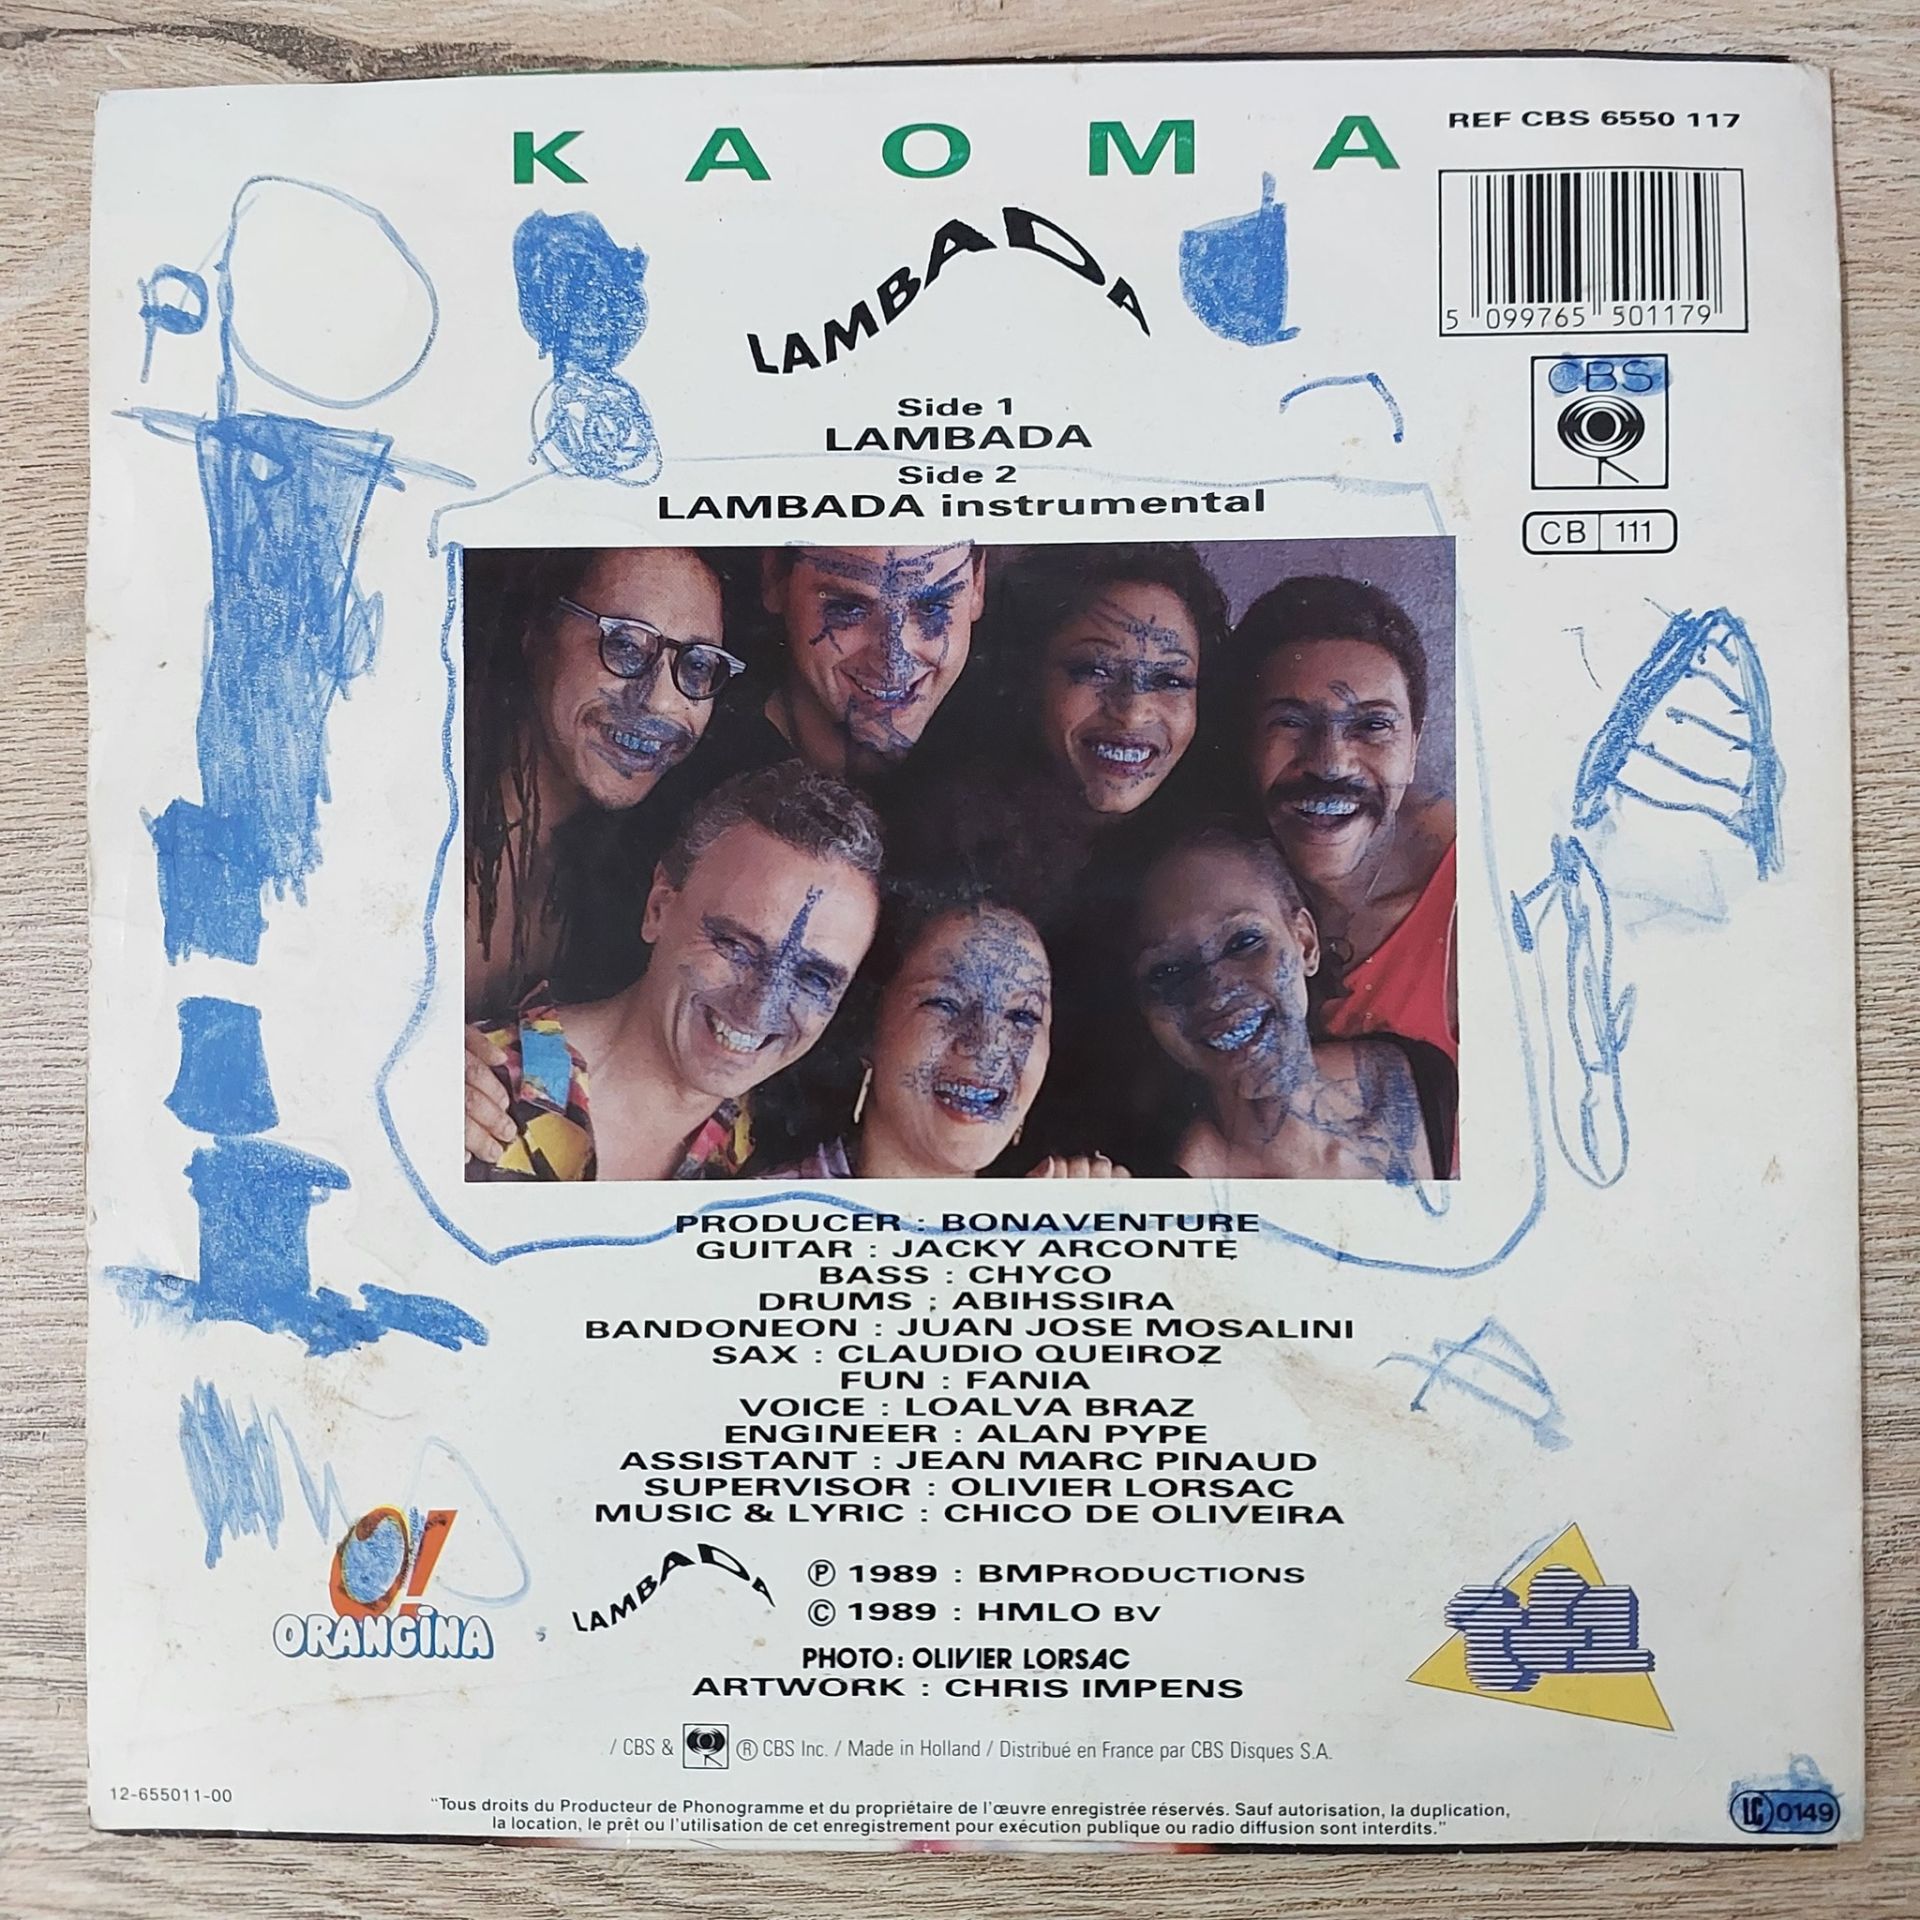 KAOMA
REF CBS 6550 117
LAMBADA
5 099765 501179
CBS
Side 1
LAMBADA
Side 2
LAMBADA instrumental
CB 111
PRODUCER : BONAVENTURE
GUITAR : JACKY ARCONTE
BASS : CHYCO
DRUMS : ABIHSSIRA
BANDONEON : JUAN JOSE MOSALINI
SAX : CLAUDIO QUEIROZ
FUN : FANIA
VOICE : LOALVA BRAZ
ENGINEER : ALAN PYPE
ASSISTANT : JEAN MARC PINAUD
SUPERVISOR : OLIVIER LORSAC
MUSIC & LYRIC : CHICO DE OLIVEIRA
O!
ORANGINA
LAMBADA
Ⓟ 1989 : BMPRODUCTIONS
© 1989 : HMLO BV
PHOTO: OLIVIER LORSAC
ARTWORK : CHRIS IMPENS
TF1
/ CBS & ® CBS Inc. / Made in Holland / Distribué en France par CBS Disques S.A.
12-655011-00
"Tous droits du Producteur de Phonogramme et du propriétaire de l'œuvre enregistrée réservés. Sauf autorisation, la duplication,
la location, le prêt ou l'utilisation de cet enregistrement pour exécution publique ou radio diffusion sont interdits."
LC 0149